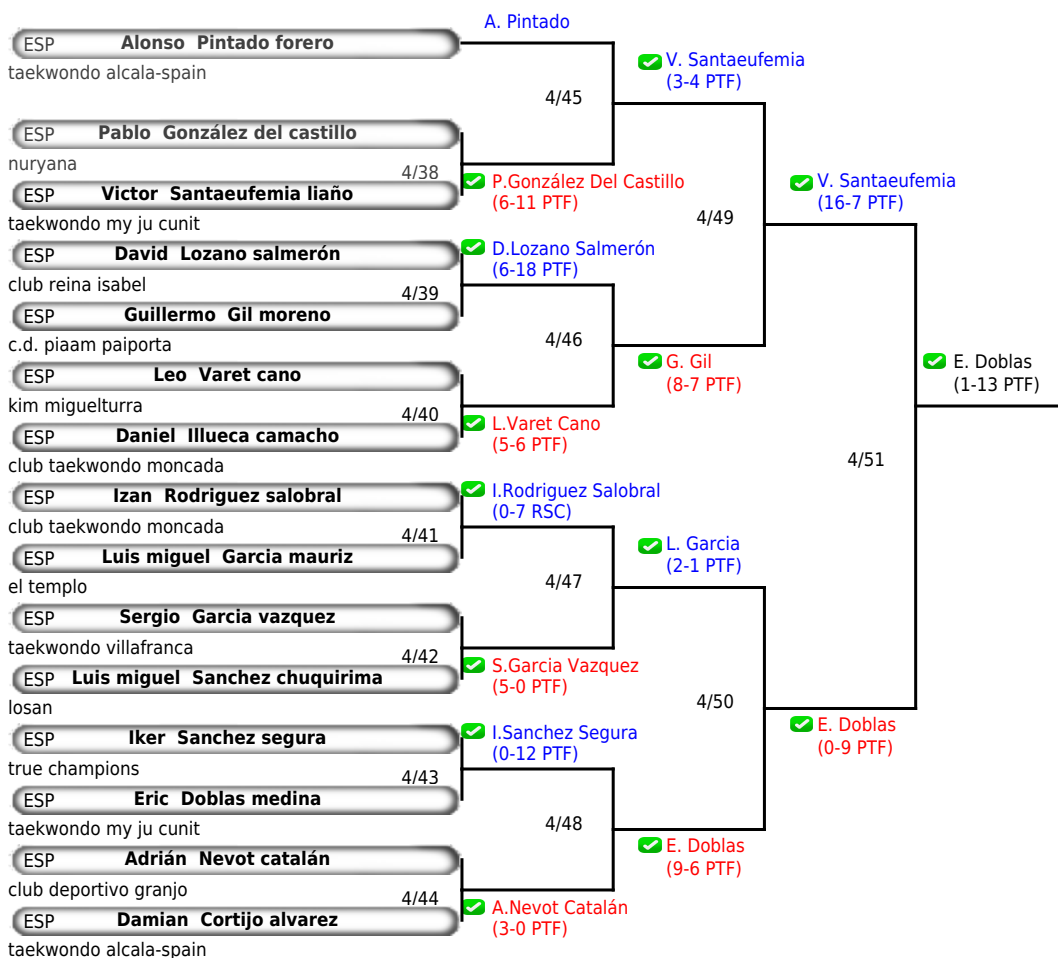 A. Pintado
ESP Alonso Pintado forero
taekwondo alcala-spain
V. Santaeufemia
(3-4 PTF)
4/45
ESP Pablo González del castillo
nuryana
4/38
P.González Del Castillo
(6-11 PTF)
ESP Victor Santaeufemia liaño
taekwondo my ju cunit
V. Santaeufemia
(16-7 PTF)
4/49
ESP David Lozano salmerón
D.Lozano Salmerón
(6-18 PTF)
club reina isabel
4/39
ESP Guillermo Gil moreno
c.d. piaam paiporta
4/46
G. Gil
(8-7 PTF)
E. Doblas
(1-13 PTF)
ESP Leo Varet cano
kim miguelturra
4/40
L.Varet Cano
(5-6 PTF)
ESP Daniel Illueca camacho
club taekwondo moncada
4/51
ESP Izan Rodriguez salobral
I.Rodriguez Salobral
(0-7 RSC)
club taekwondo moncada
4/41
L. Garcia
(2-1 PTF)
ESP Luis miguel Garcia mauriz
el templo
4/47
ESP Sergio Garcia vazquez
taekwondo villafranca
4/42
S.Garcia Vazquez
(5-0 PTF)
ESP Luis miguel Sanchez chuquirima
losan
4/50
E. Doblas
(0-9 PTF)
ESP Iker Sanchez segura
I.Sanchez Segura
(0-12 PTF)
true champions
4/43
ESP Eric Doblas medina
taekwondo my ju cunit
4/48
E. Doblas
(9-6 PTF)
ESP Adrián Nevot catalán
club deportivo granjo
4/44
A.Nevot Catalán
(3-0 PTF)
ESP Damian Cortijo alvarez
taekwondo alcala-spain